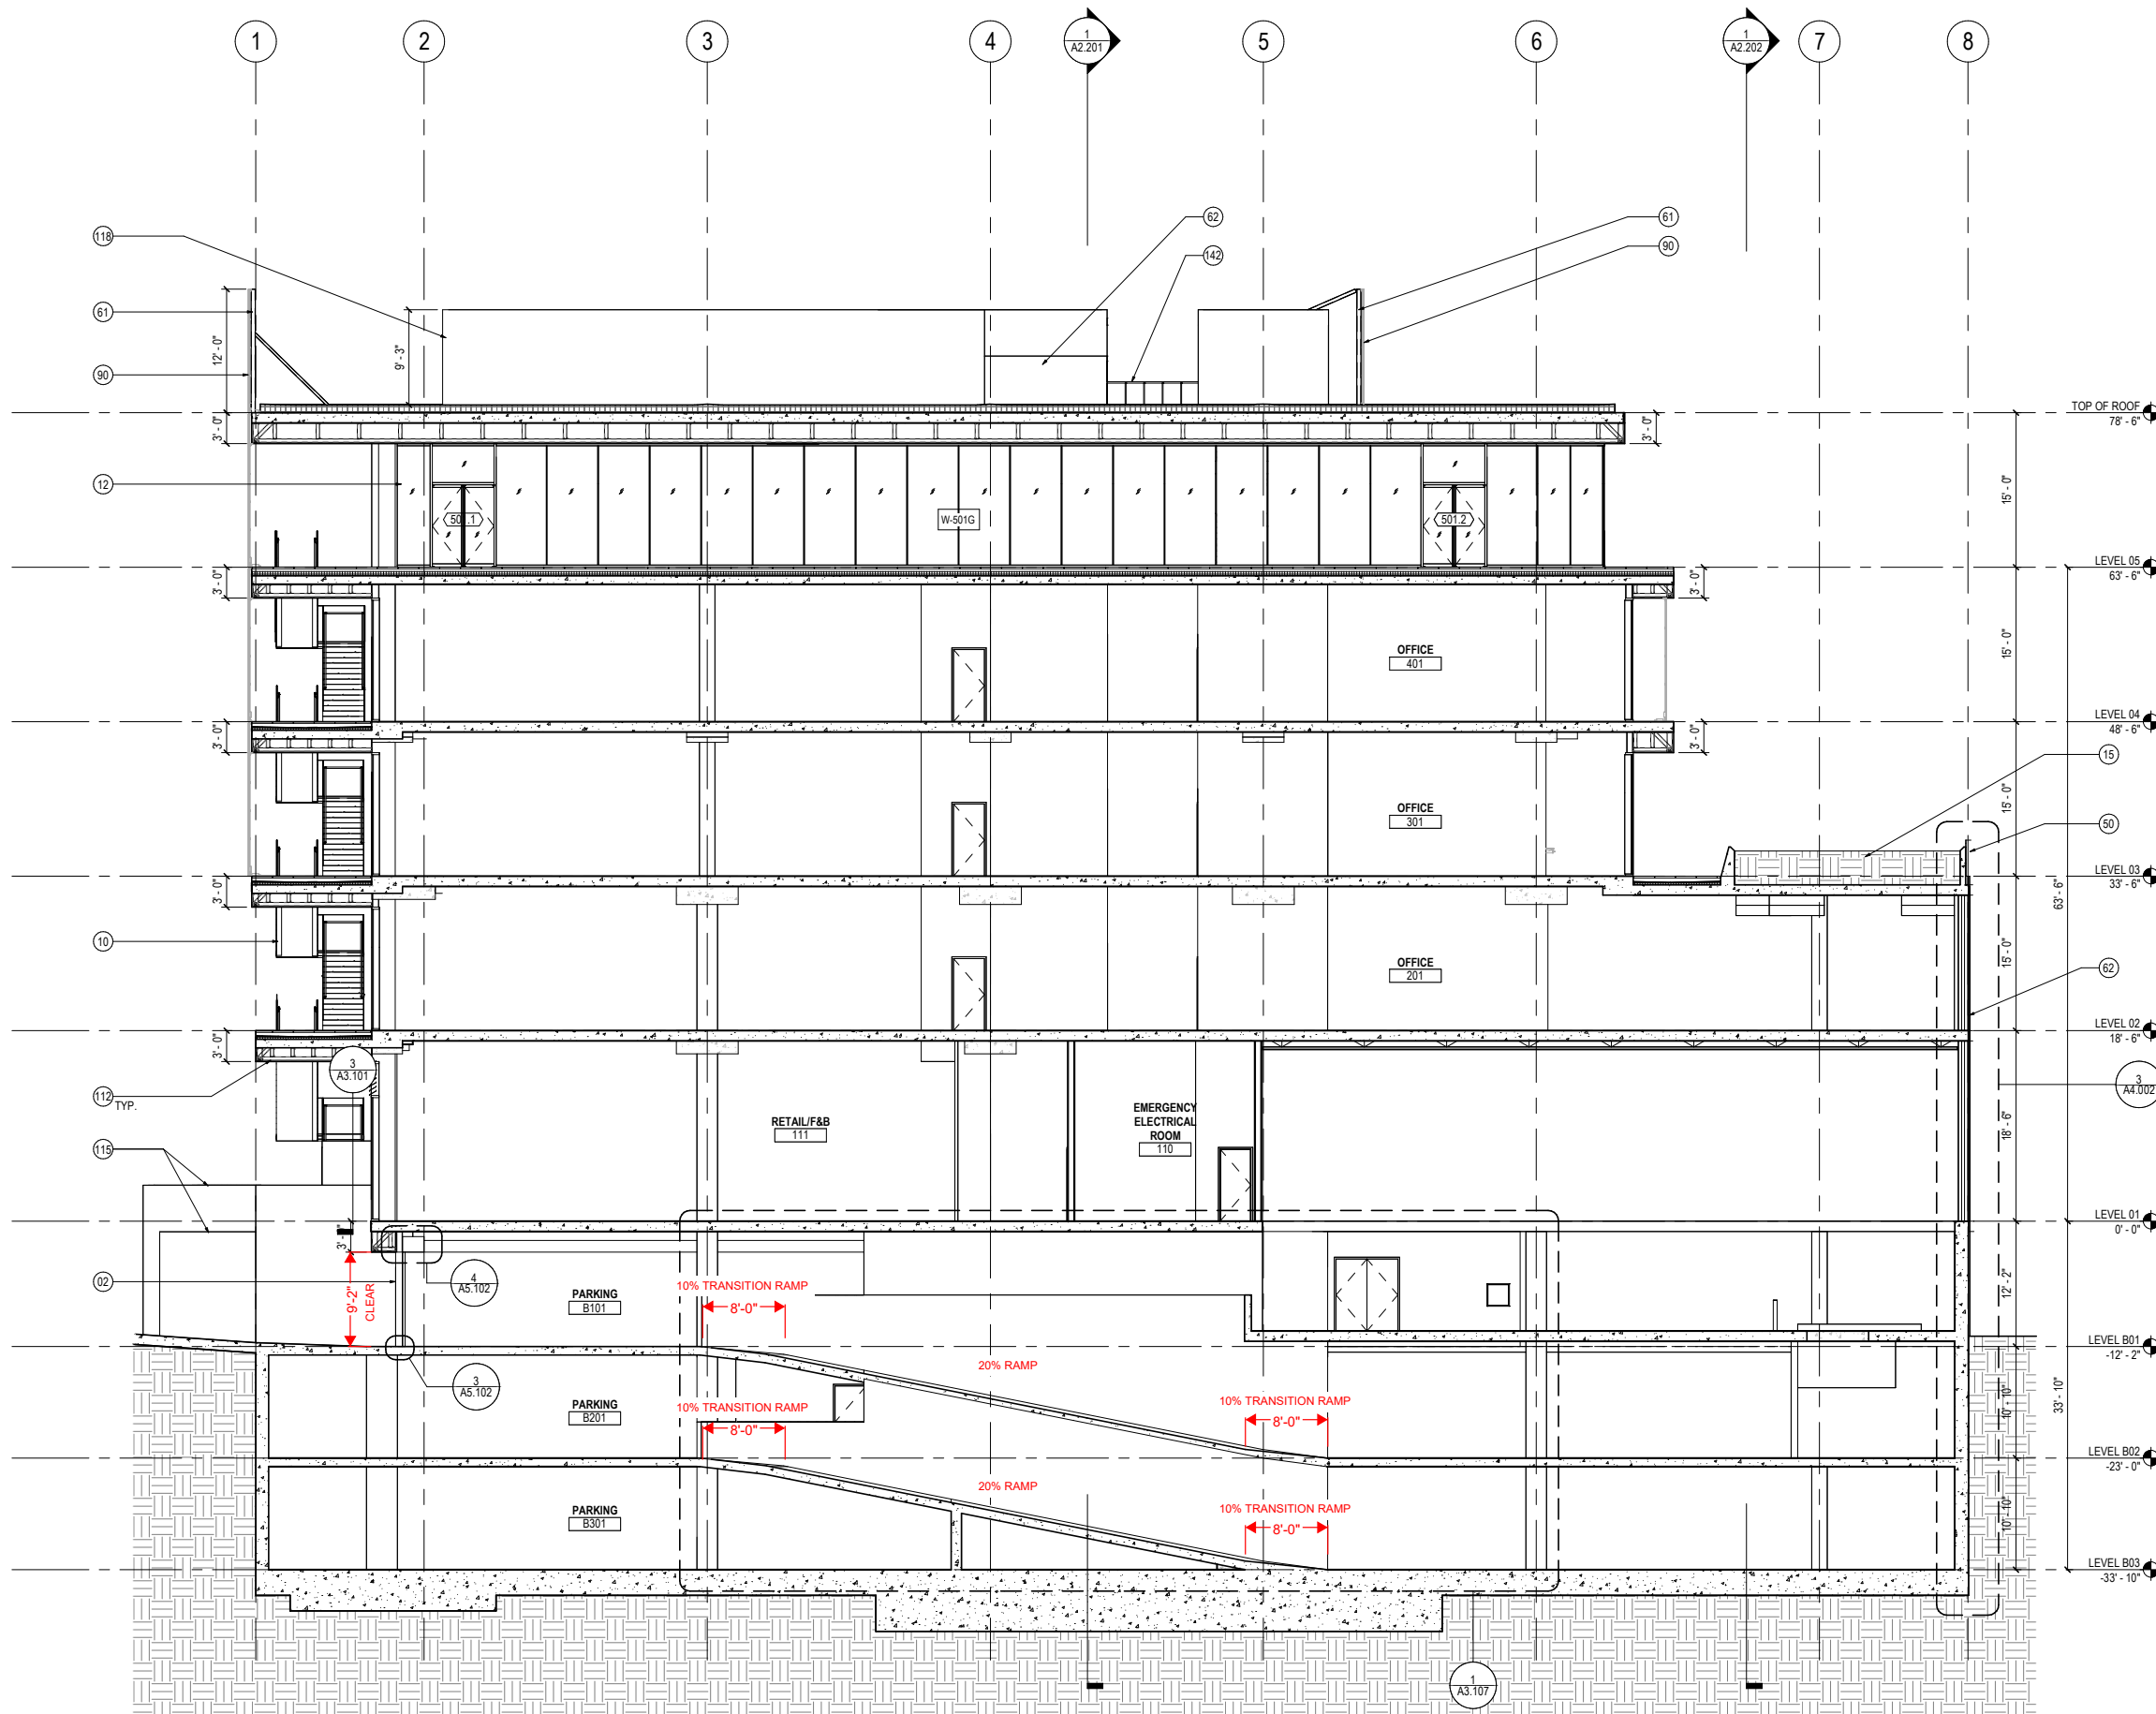 1
2
3
4
1
A2.201
5
6
1
A2.202
7
8
118
62
61
142
90
61
12' - 0"
9' - 3"
90
TOP OF ROOF
78' - 6"
3' - 0"
3' - 0"
12
501.2
W-501G
15' - 0"
LEVEL 05
63' - 6"
3' - 0"
3' - 0"
OFFICE
401
15' - 0"
LEVEL 04
48' - 6"
3' - 0"
3' - 0"
15
OFFICE
301
15' - 0"
50
LEVEL 03
33' - 6"
3' - 0"
63' - 6"
10
OFFICE
201
15' - 0"
62
LEVEL 02
18' - 6"
3' - 0"
3
A3.101
3
A4.002
112
TYP.
RETAIL/F&B
111
EMERGENCY
ELECTRICAL
ROOM
110
18' - 6"
115
LEVEL 01
0' - 0"
02
9'-2"
CLEAR
4
A5.102
PARKING
B101
10% TRANSITION RAMP
8'-0"
12' - 2"
LEVEL B01
-12' - 2"
3
A5.102
20% RAMP
PARKING
B201
10% TRANSITION RAMP
8'-0"
10% TRANSITION RAMP
8'-0"
10' - 10"
33' - 10"
LEVEL B02
-23' - 0"
20% RAMP
PARKING
B301
10% TRANSITION RAMP
8'-0"
10' - 10"
LEVEL B03
-33' - 10"
1
A3.107